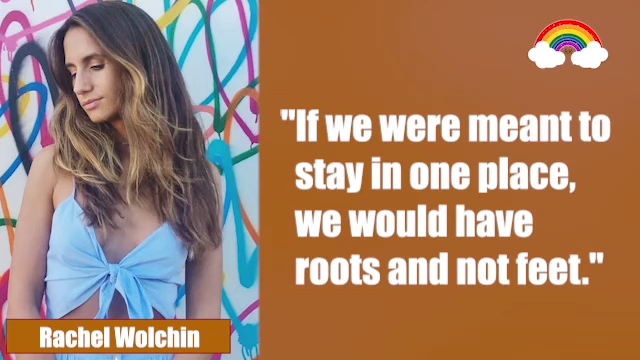 "If we were meant to
stay in one place,
we would have
roots and not feet."
Rachel Wolchin